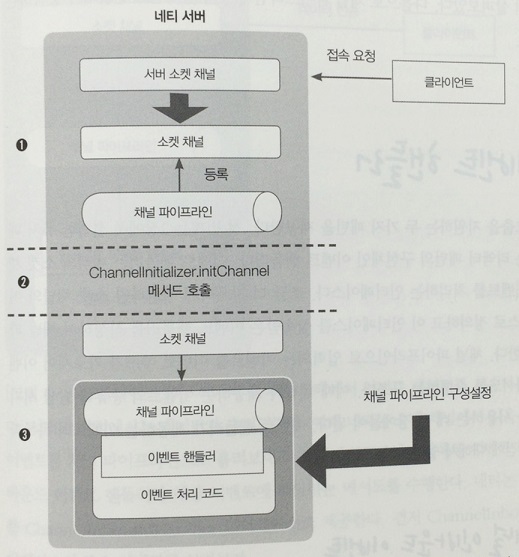 네티 서버
접속 요청
서버 소켓 채널
클라이언트
❶
소켓 채널
등록
채널 파이프라인
❷
ChannelInitializer.initChannel
메서드 호출
소켓 채널
채널 파이프라인
채널 파이프라인 구성설정
❸
이벤트 핸들러
이벤트 처리 코드